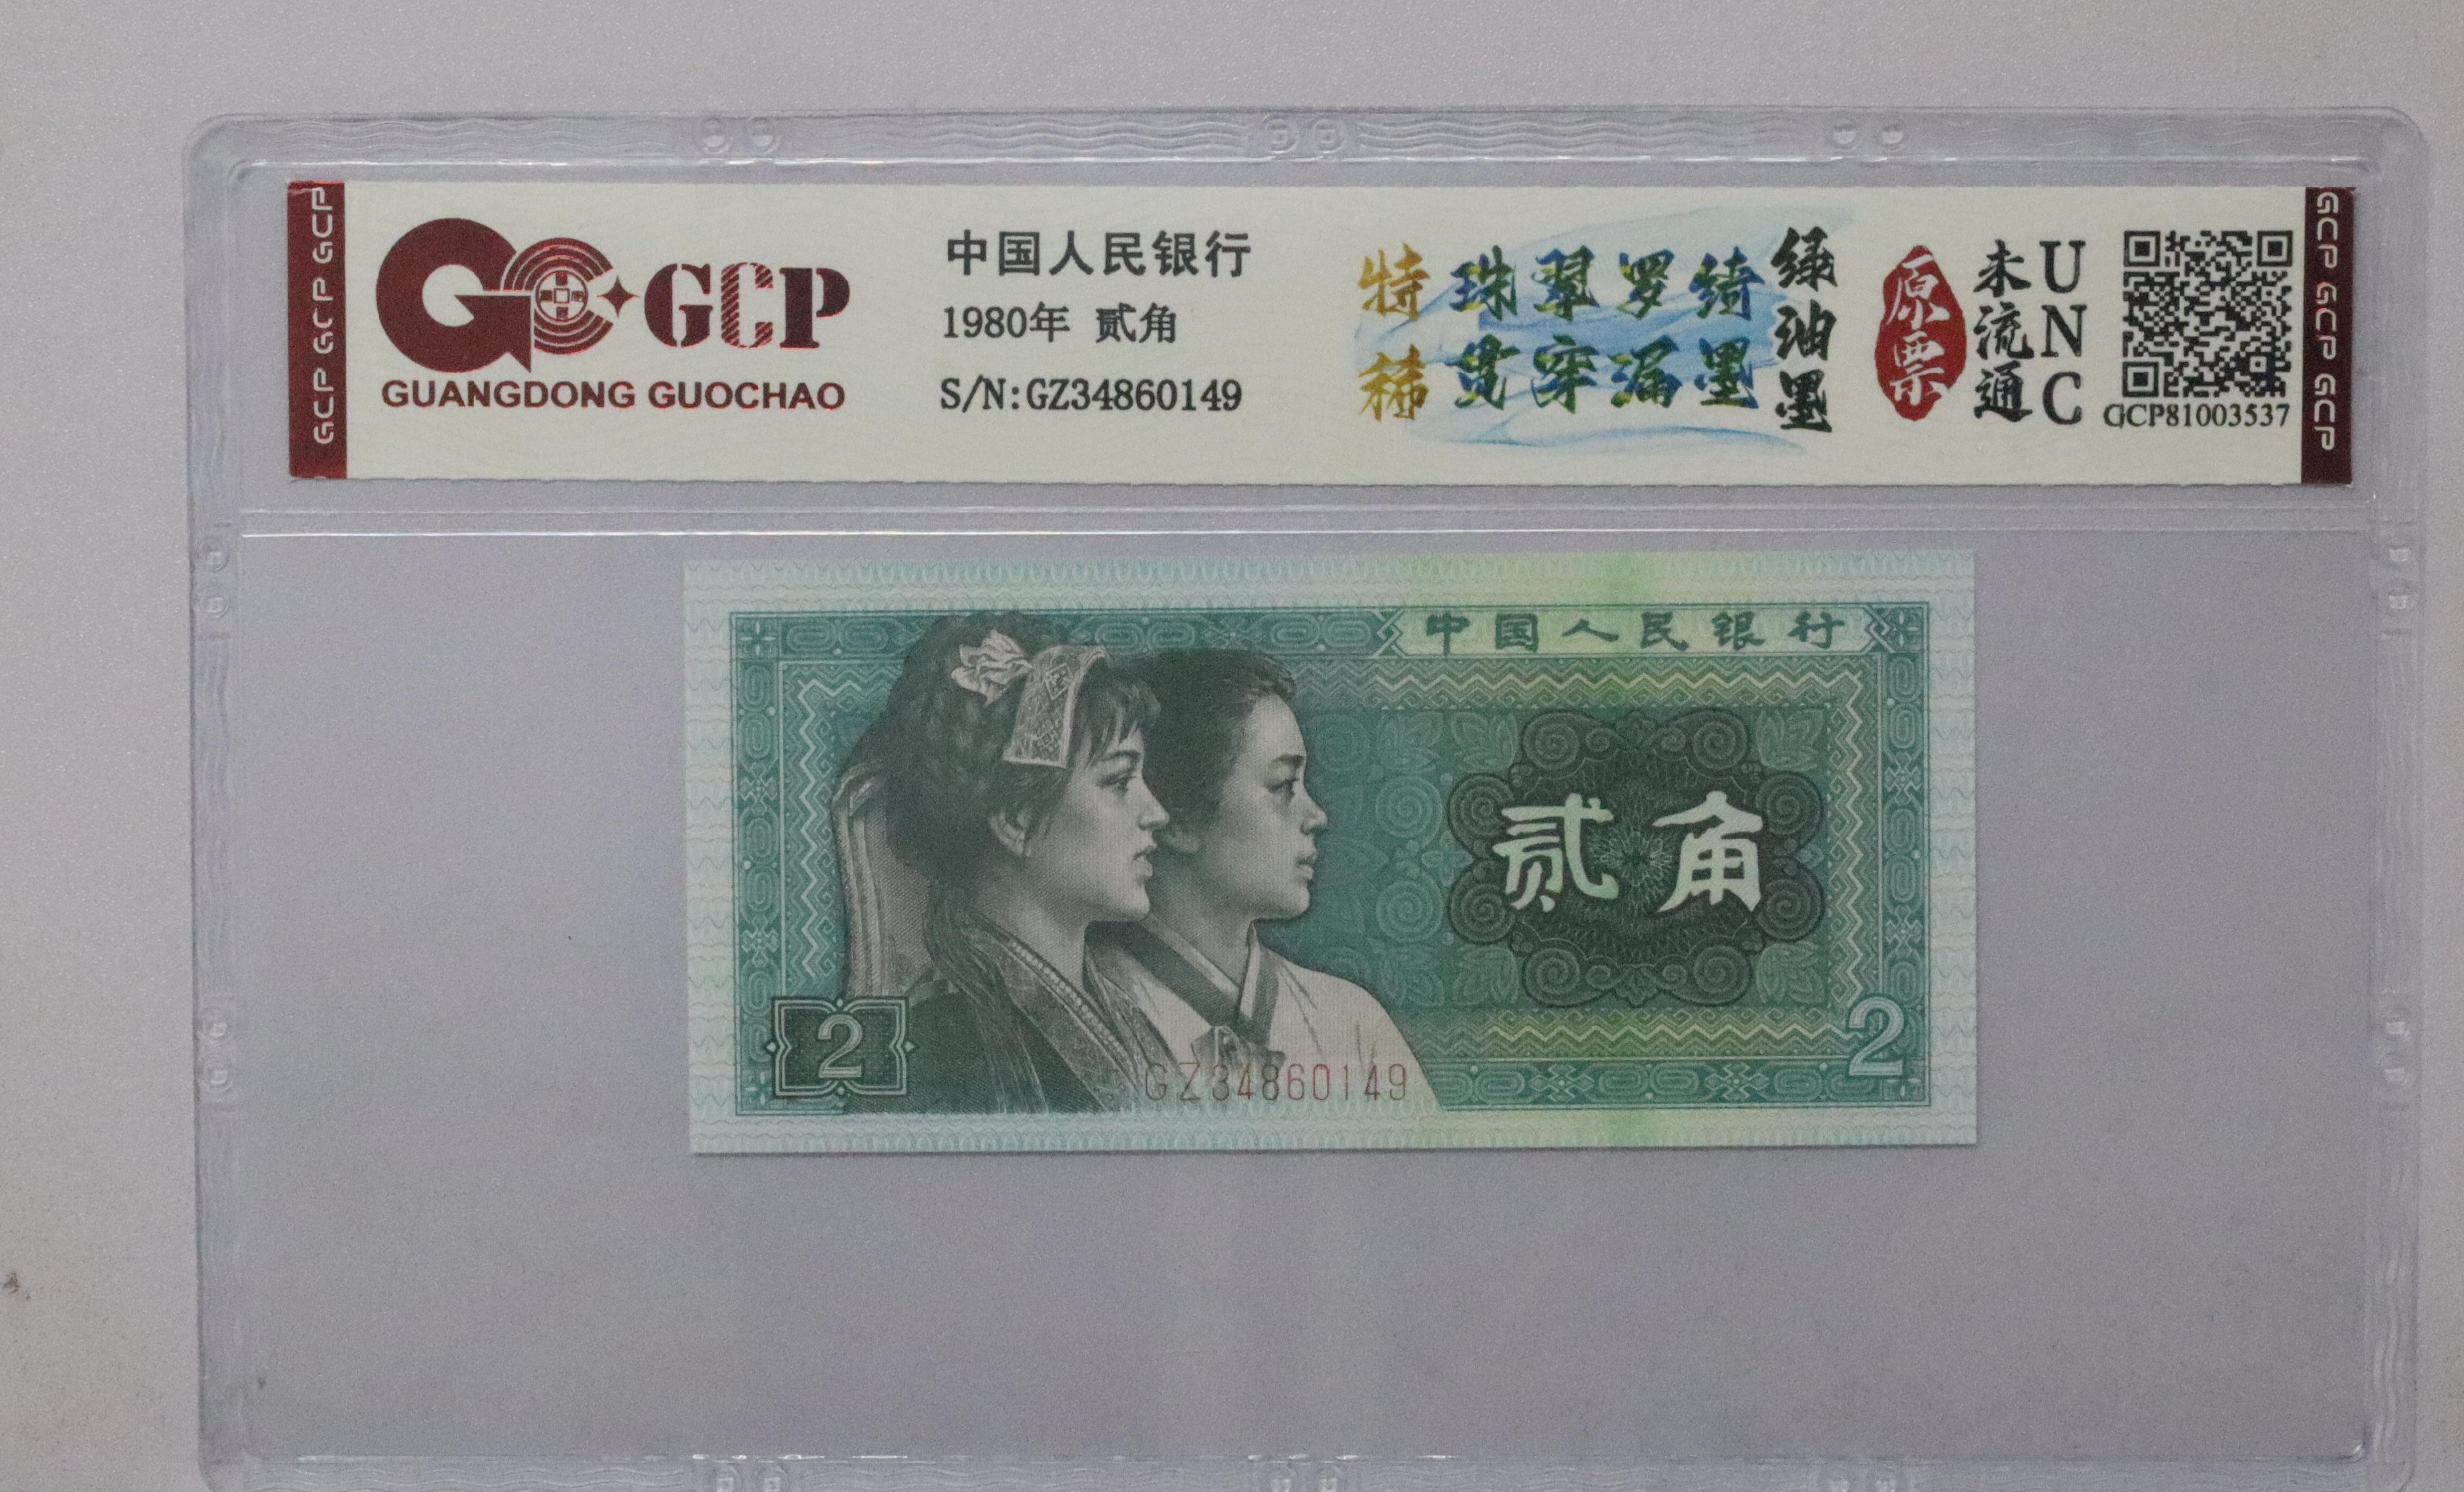 GCP GCP GCP
GCP
GUANGDONG GUOCHAO
中国人民银行
1980年 贰角
S/N:GZ34860149
特稀
珠翠罗绮
贯穿漏墨
绿油墨
原票
未流通
UNC
GCP81003537
GCP GCP GCP
中国人民银行
贰角
2
GZ34860149
2